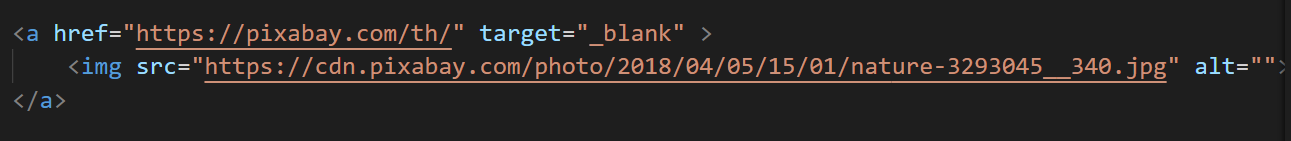 <a href="https://pixabay.com/th/" target="_blank" >
<img src="https://cdn.pixabay.com/photo/2018/04/05/15/01/nature-3293045__340.jpg" alt="">
</a>